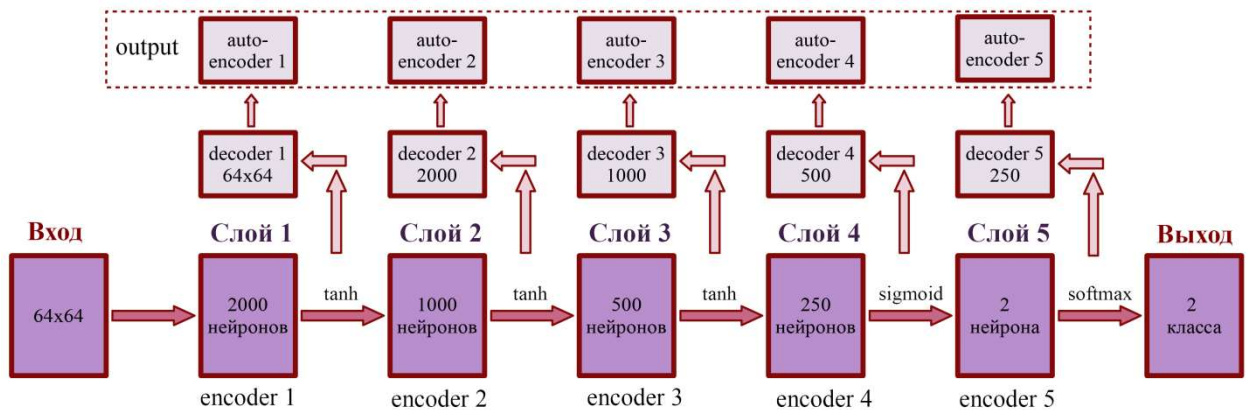 output
auto-
encoder 1
auto-
encoder 2
auto-
encoder 3
auto-
encoder 4
auto-
encoder 5
decoder 1
64x64
decoder 2
2000
decoder 3
1000
decoder 4
500
decoder 5
250
Вход
Слой 1
Слой 2
Слой 3
Слой 4
Слой 5
Выход
64x64
2000
нейронов
tanh
1000
нейронов
tanh
500
нейронов
tanh
250
нейронов
sigmoid
2
нейрона
softmax
2
класса
encoder 1
encoder 2
encoder 3
encoder 4
encoder 5